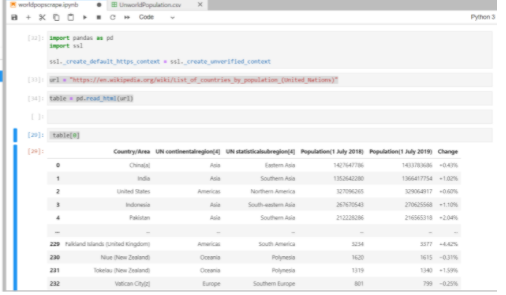 worldpopscrape.ipynb UnworldPopulation.csv
Code Python 3
import pandas as pd
import ssl
ssl._create_default_https_context = ssl._create_unverified_context
url = "https://en.wikipedia.org/wiki/List_of_countries_by_population_(United_Nations)"
table = pd.read_html(url)
[ ]:
table[0]
Country/Area UN continentalregion[4] UN statisticalsubregion[4] Population(1 July 2018) Population(1 July 2019) Change
0 China[a] Asia Eastern Asia 1427647786 1433783686 +0.43%
1 India Asia Southern Asia 1352642280 1366417754 +1.02%
2 United States Americas Northern America 327096265 329064917 +0.60%
3 Indonesia Asia South-eastern Asia 267670543 270625568 +1.10%
4 Pakistan Asia Southern Asia 212228286 216565318 +2.04%
... ... ... ... ... ... ...
229 Falkland Islands (United Kingdom) Americas South America 3234 3377 +4.42%
230 Niue (New Zealand) Oceania Polynesia 1620 1615 −0.31%
231 Tokelau (New Zealand) Oceania Polynesia 1319 1340 +1.59%
232 Vatican City[z] Europe Southern Europe 801 799 −0.25%